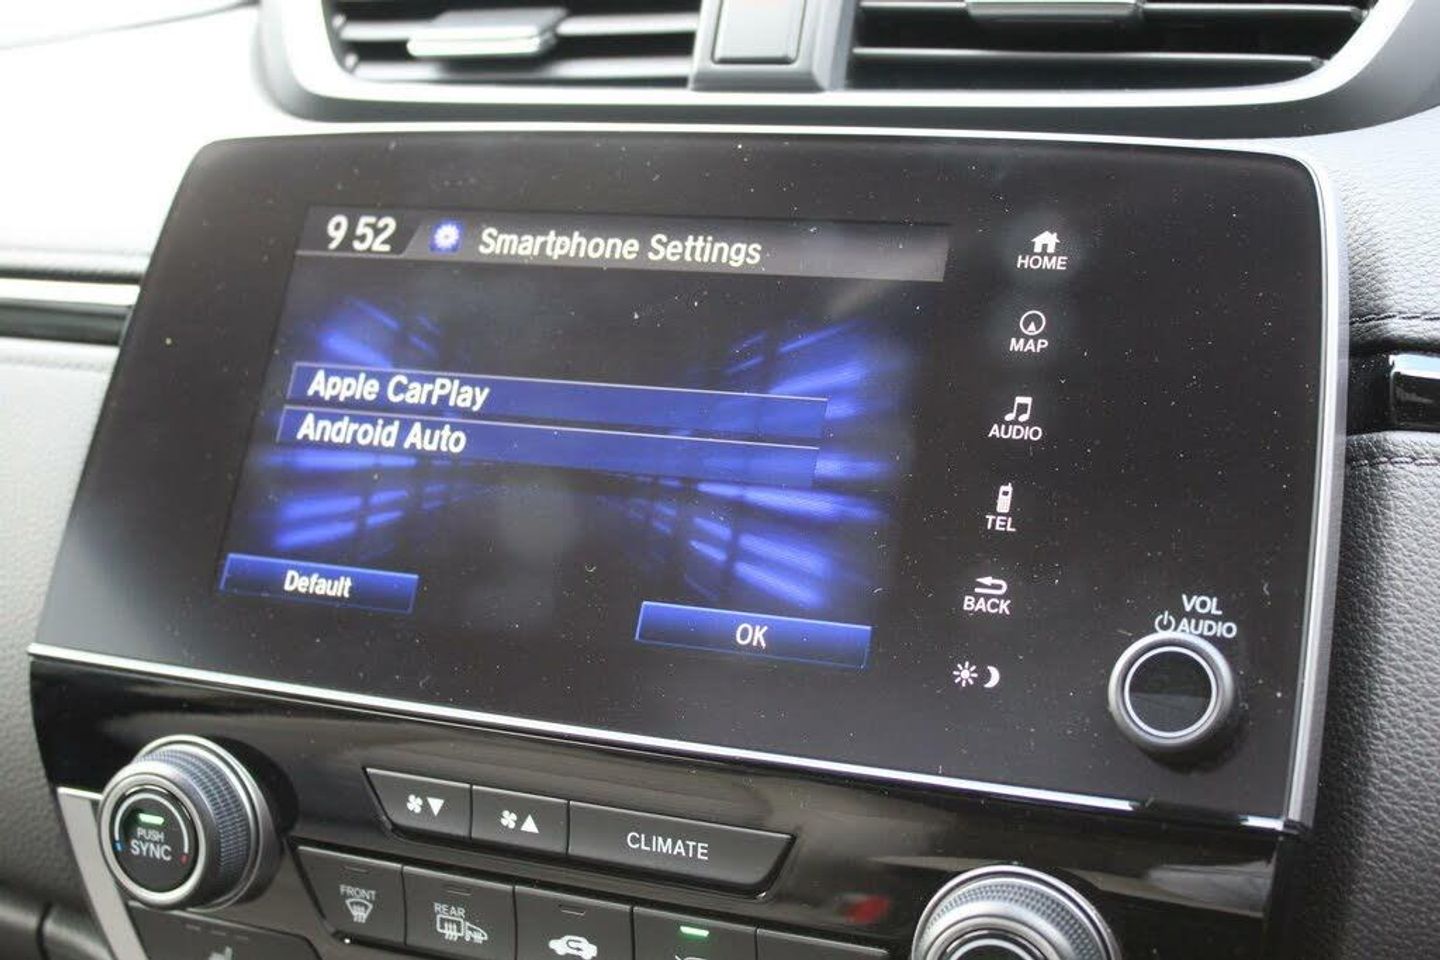 9 52 Smartphone Settings
Apple CarPlay
Android Auto
Default
OK
HOME
MAP
AUDIO
TEL
BACK
VOL
AUDIO
PUSH
SYNC
CLIMATE
FRONT
REAR